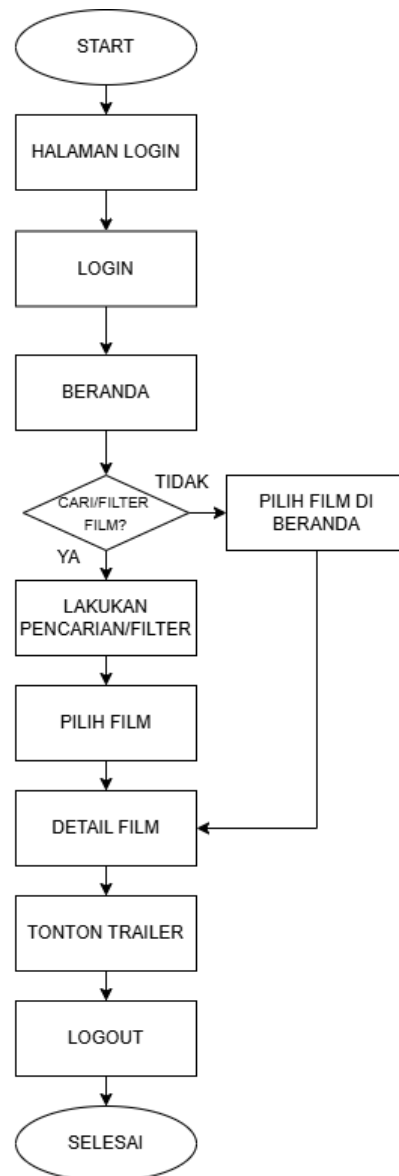 START
HALAMAN LOGIN
LOGIN
BERANDA
CARI/FILTER
FILM?
TIDAK
PILIH FILM DI
BERANDA
YA
LAKUKAN
PENCARIAN/FILTER
PILIH FILM
DETAIL FILM
TONTON TRAILER
LOGOUT
SELESAI